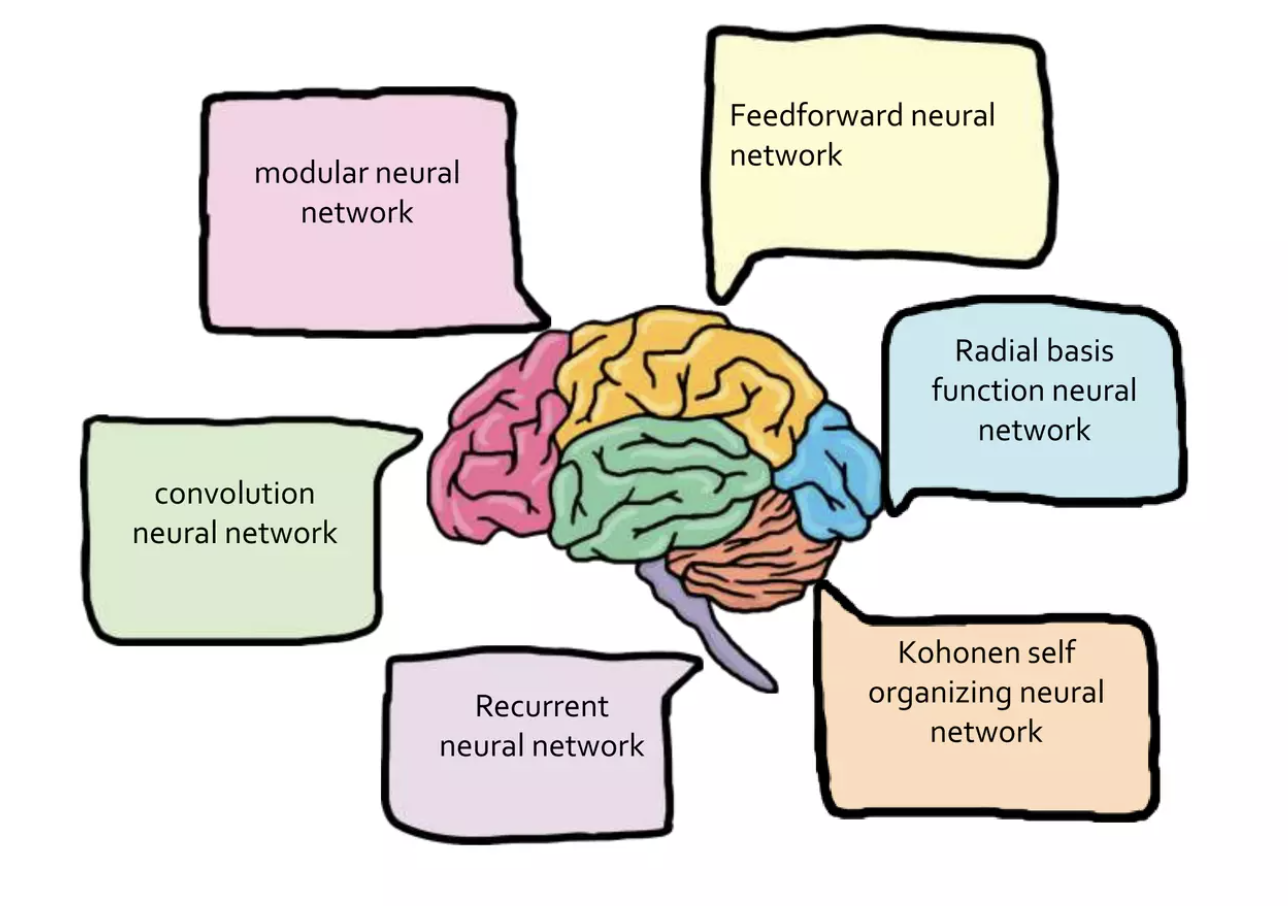 modular neural
network
Feedforward neural
network
Radial basis
function neural
network
convolution
neural network
Kohonen self
organizing neural
network
Recurrent
neural network